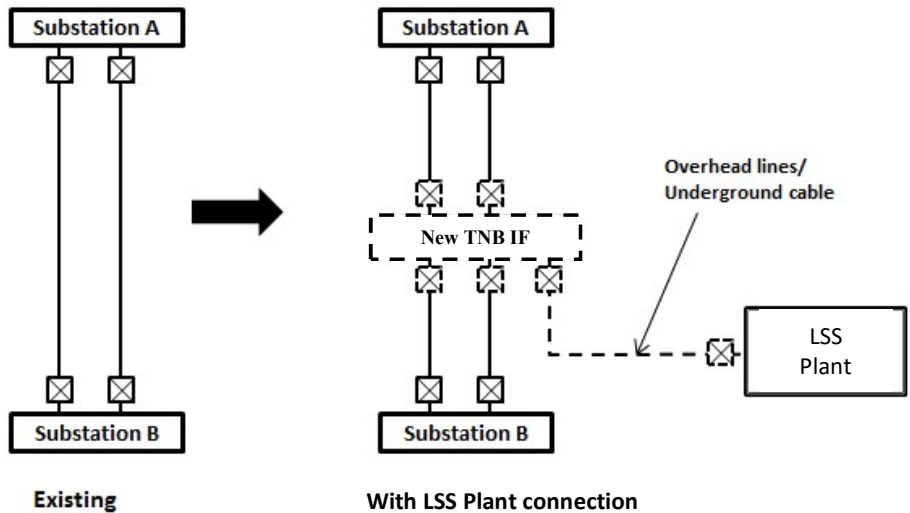 Substation A
Substation B
Existing
Substation A
New TNB IF
Overhead lines/
Underground cable
LSS
Plant
Substation B
With LSS Plant connection